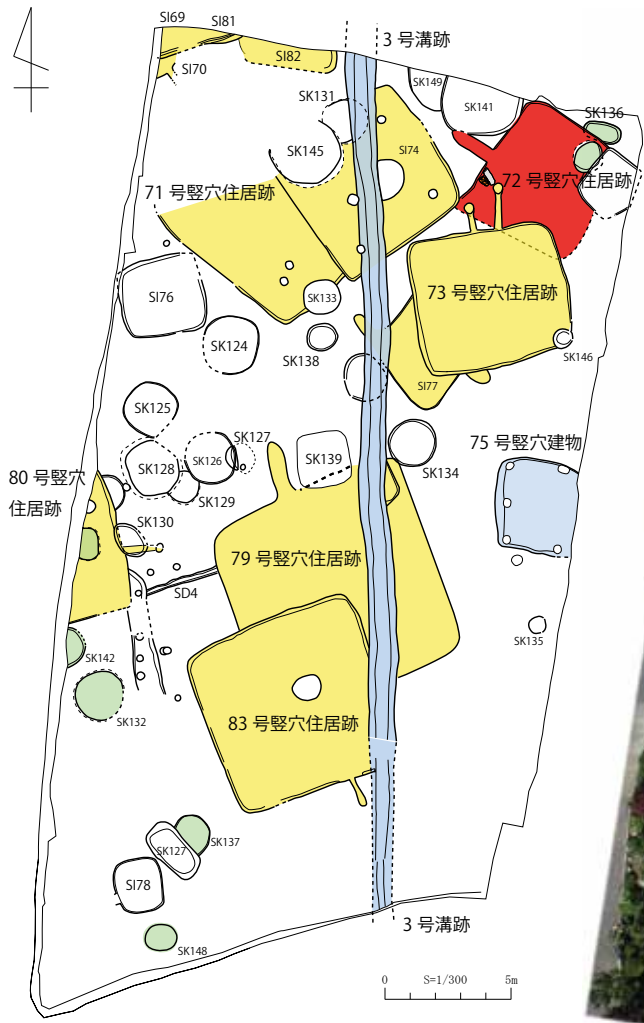 SI69
SI81
3 号溝跡
SI70
SI82
SK131
SK149
SK141
SK136
SK145
SI74
72 号竪穴住居跡
71 号竪穴住居跡
SI76
SK133
73 号竪穴住居跡
SK124
SK138
SK146
SI77
SK125
SK127
75 号竪穴建物
SK128
SK126
SK139
SK134
80 号竪穴
住居跡
SK129
SK130
79 号竪穴住居跡
SD4
SK135
SK142
SK132
83 号竪穴住居跡
SK127
SK137
SI78
SK148
3 号溝跡
0 S=1/300 5m